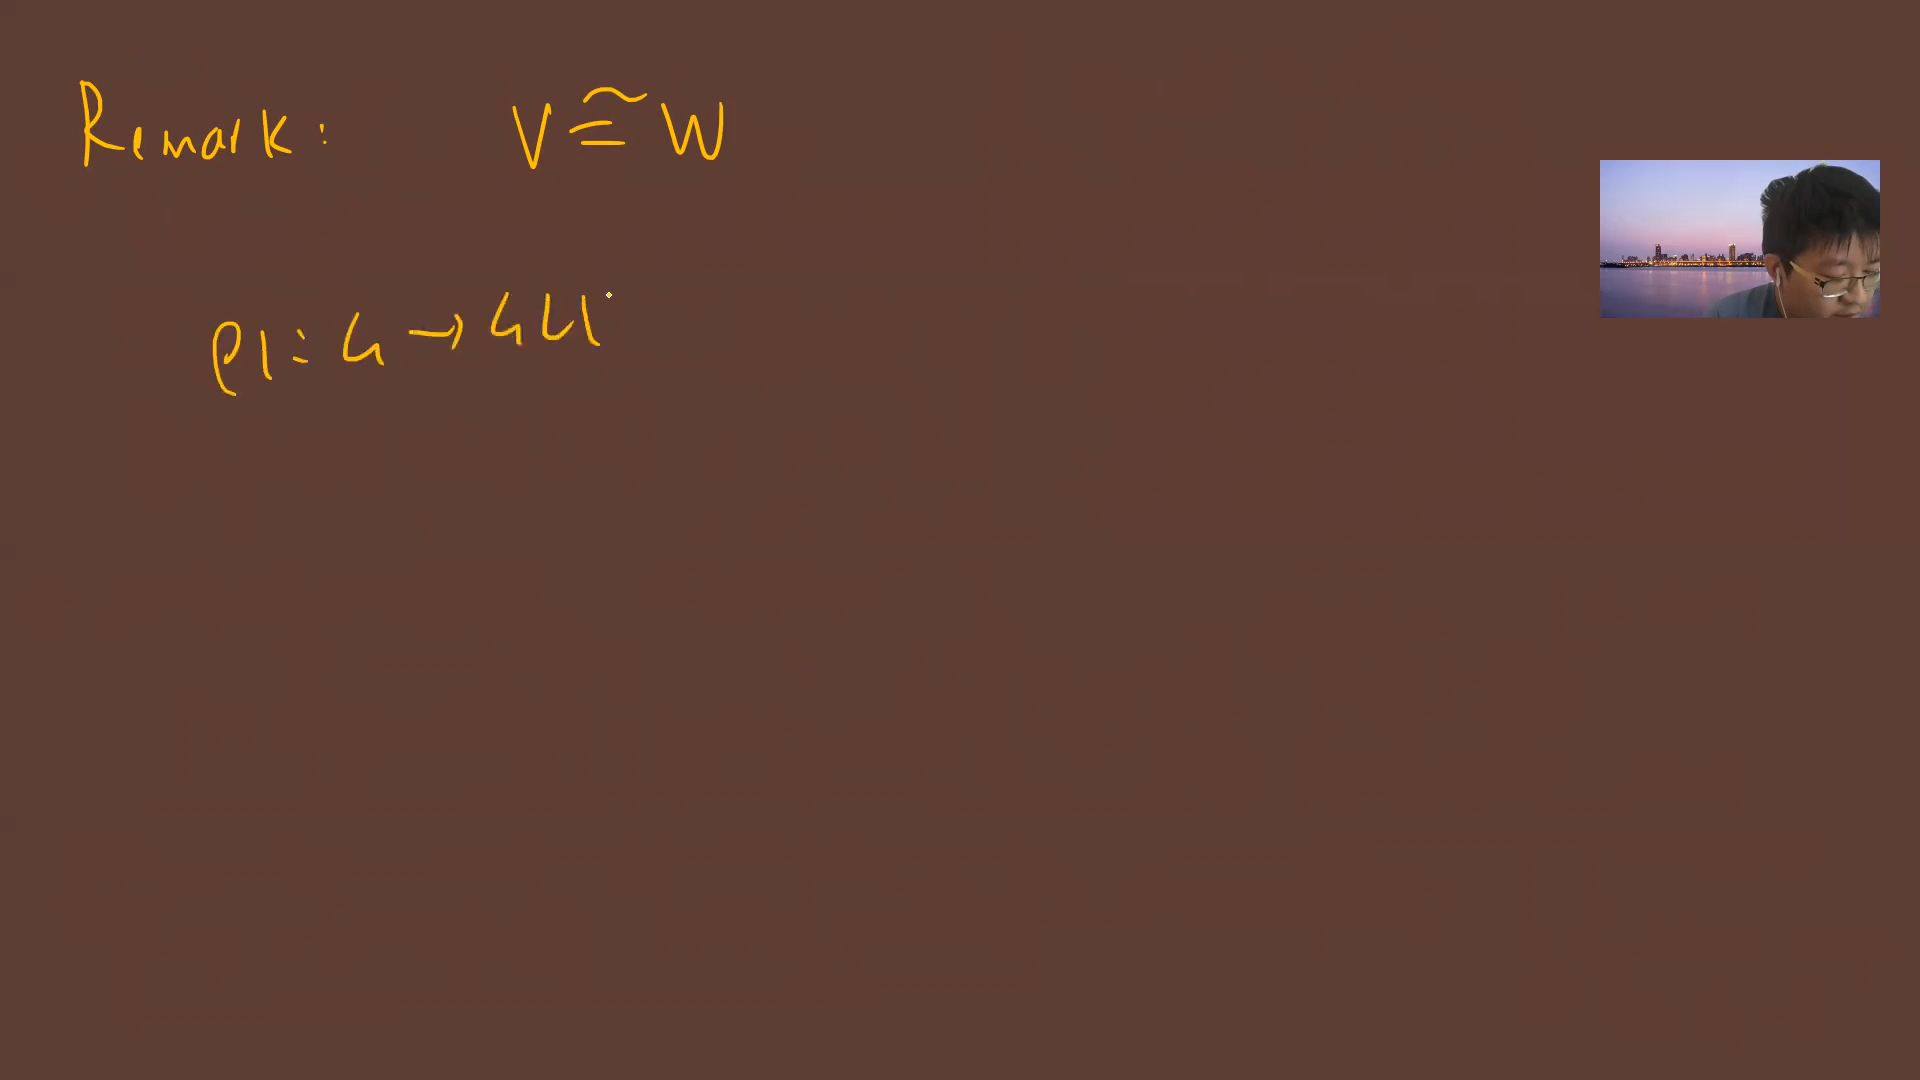 Remark: V ≅ W
ρ1: G → GL(